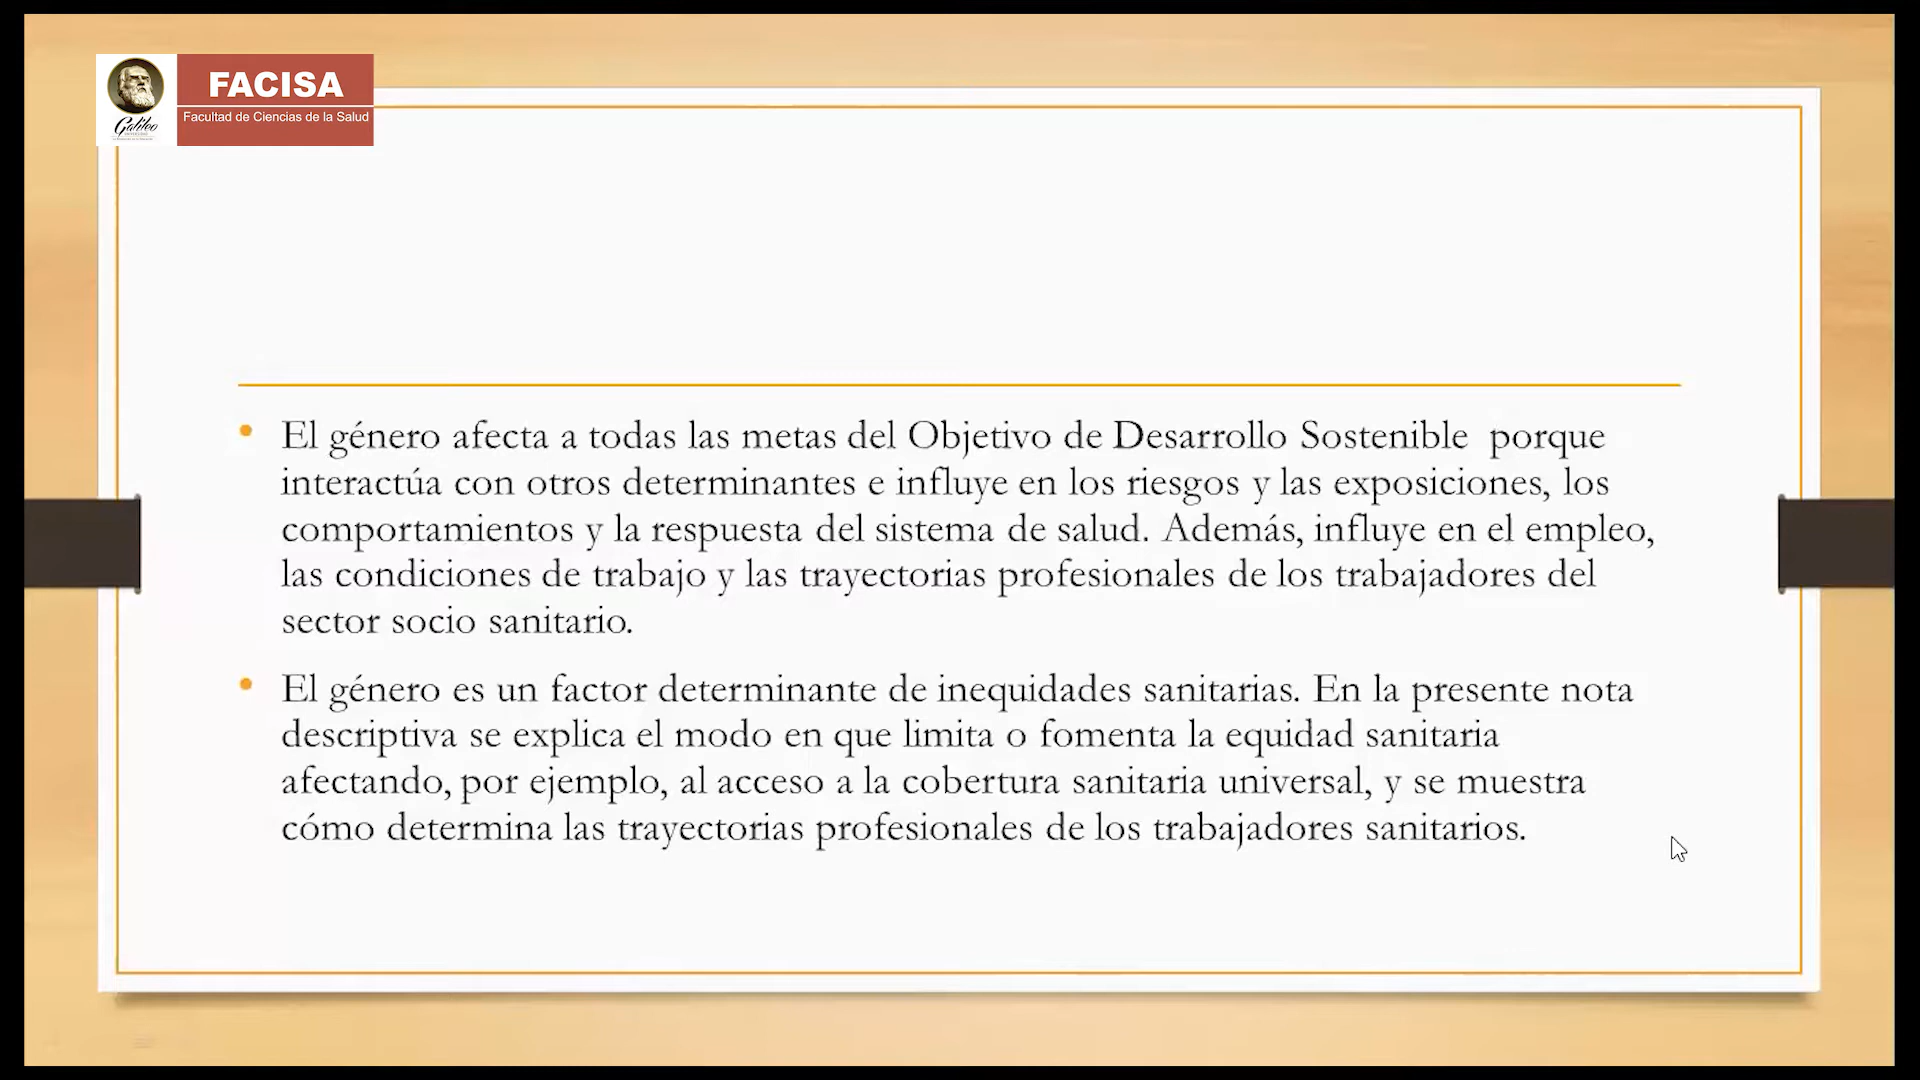 FACISA
Facultad de Ciencias de la Salud
Galileo
• El género afecta a todas las metas del Objetivo de Desarrollo Sostenible porque
interactúa con otros determinantes e influye en los riesgos y las exposiciones, los
comportamientos y la respuesta del sistema de salud. Además, influye en el empleo,
las condiciones de trabajo y las trayectorias profesionales de los trabajadores del
sector socio sanitario.
• El género es un factor determinante de inequidades sanitarias. En la presente nota
descriptiva se explica el modo en que limita o fomenta la equidad sanitaria
afectando, por ejemplo, al acceso a la cobertura sanitaria universal, y se muestra
cómo determina las trayectorias profesionales de los trabajadores sanitarios.